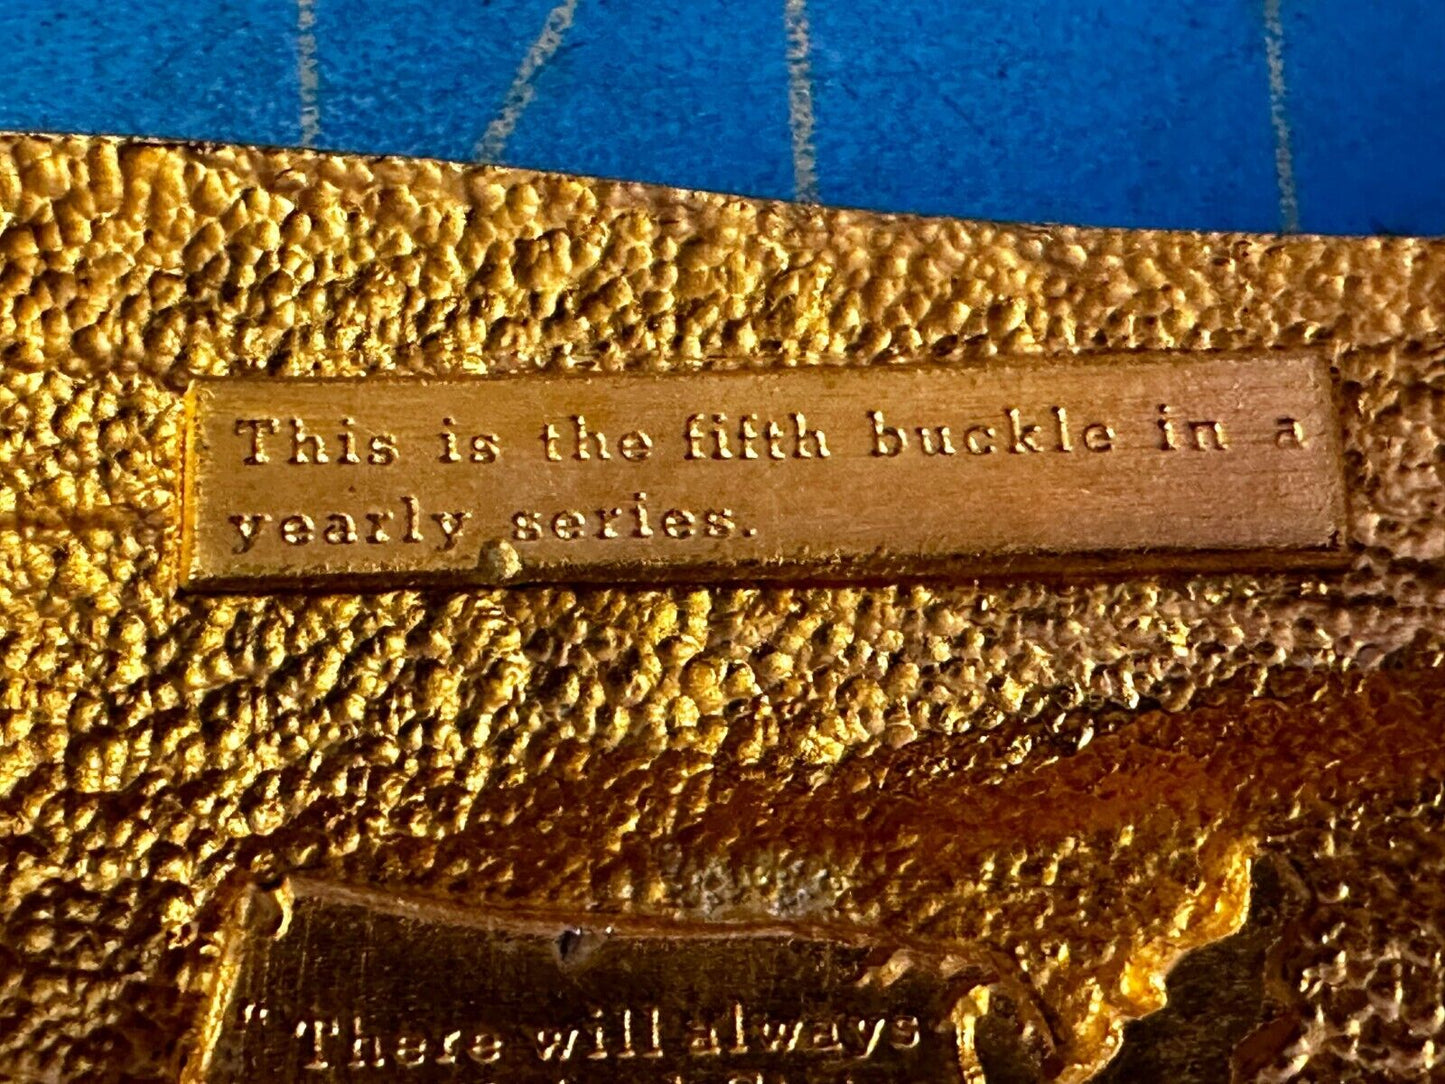 This is the fifth buckle in a
yearly series.
"There will always